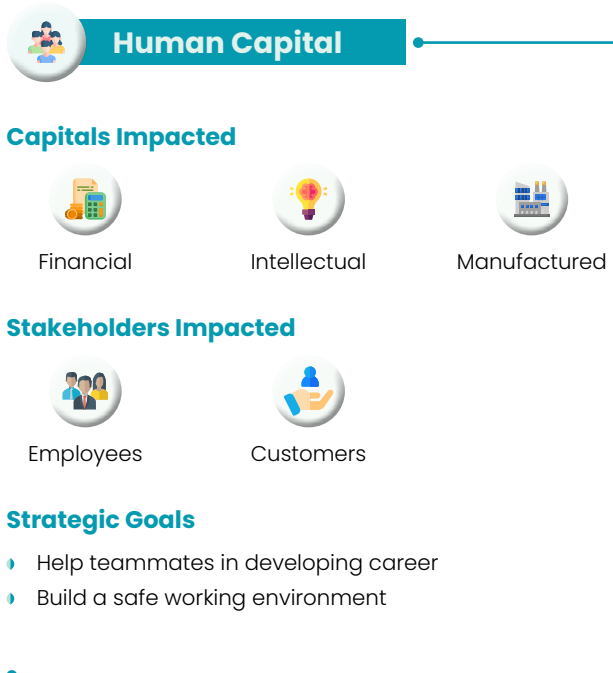 Human Capital
Capitals Impacted
Financial
Intellectual
Manufactured
Stakeholders Impacted
Employees
Customers
Strategic Goals
Help teammates in developing career
Build a safe working environment